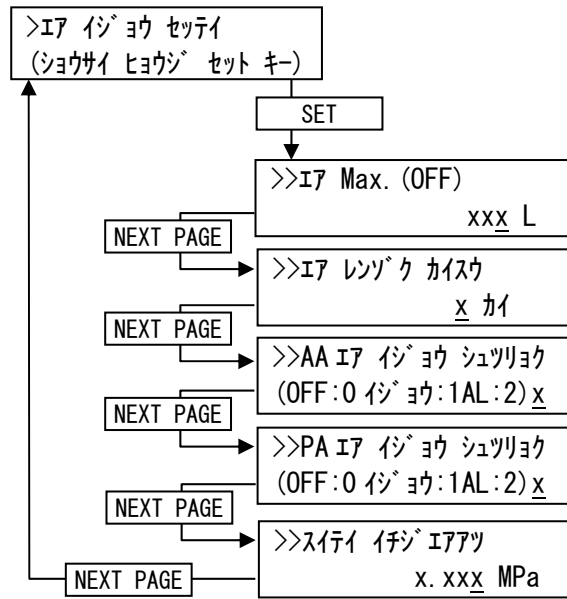 >ｴｱ ｲｼﾞｮｳ ｾｯﾃｲ
(ｼｮｳｻｲ ﾋｮｳｼﾞ ｾｯﾄ ｷｰ)
SET
>>ｴｱ Max.(OFF)
xxx L
NEXT PAGE
>>ｴｱ ﾚﾝｿﾞｸ ｶｲｽｳ
x ｶｲ
NEXT PAGE
>>AA ｴｱ ｲｼﾞｮｳ ｼｭﾂﾘｮｸ
(OFF:0 ｲｼﾞｮｳ:1AL:2) x
NEXT PAGE
>>PA ｴｱ ｲｼﾞｮｳ ｼｭﾂﾘｮｸ
(OFF:0 ｲｼﾞｮｳ:1AL:2) x
NEXT PAGE
>>ｽｲﾃｲ ｲﾁｼﾞ ｴｱｱﾂ
x.xxx MPa
NEXT PAGE